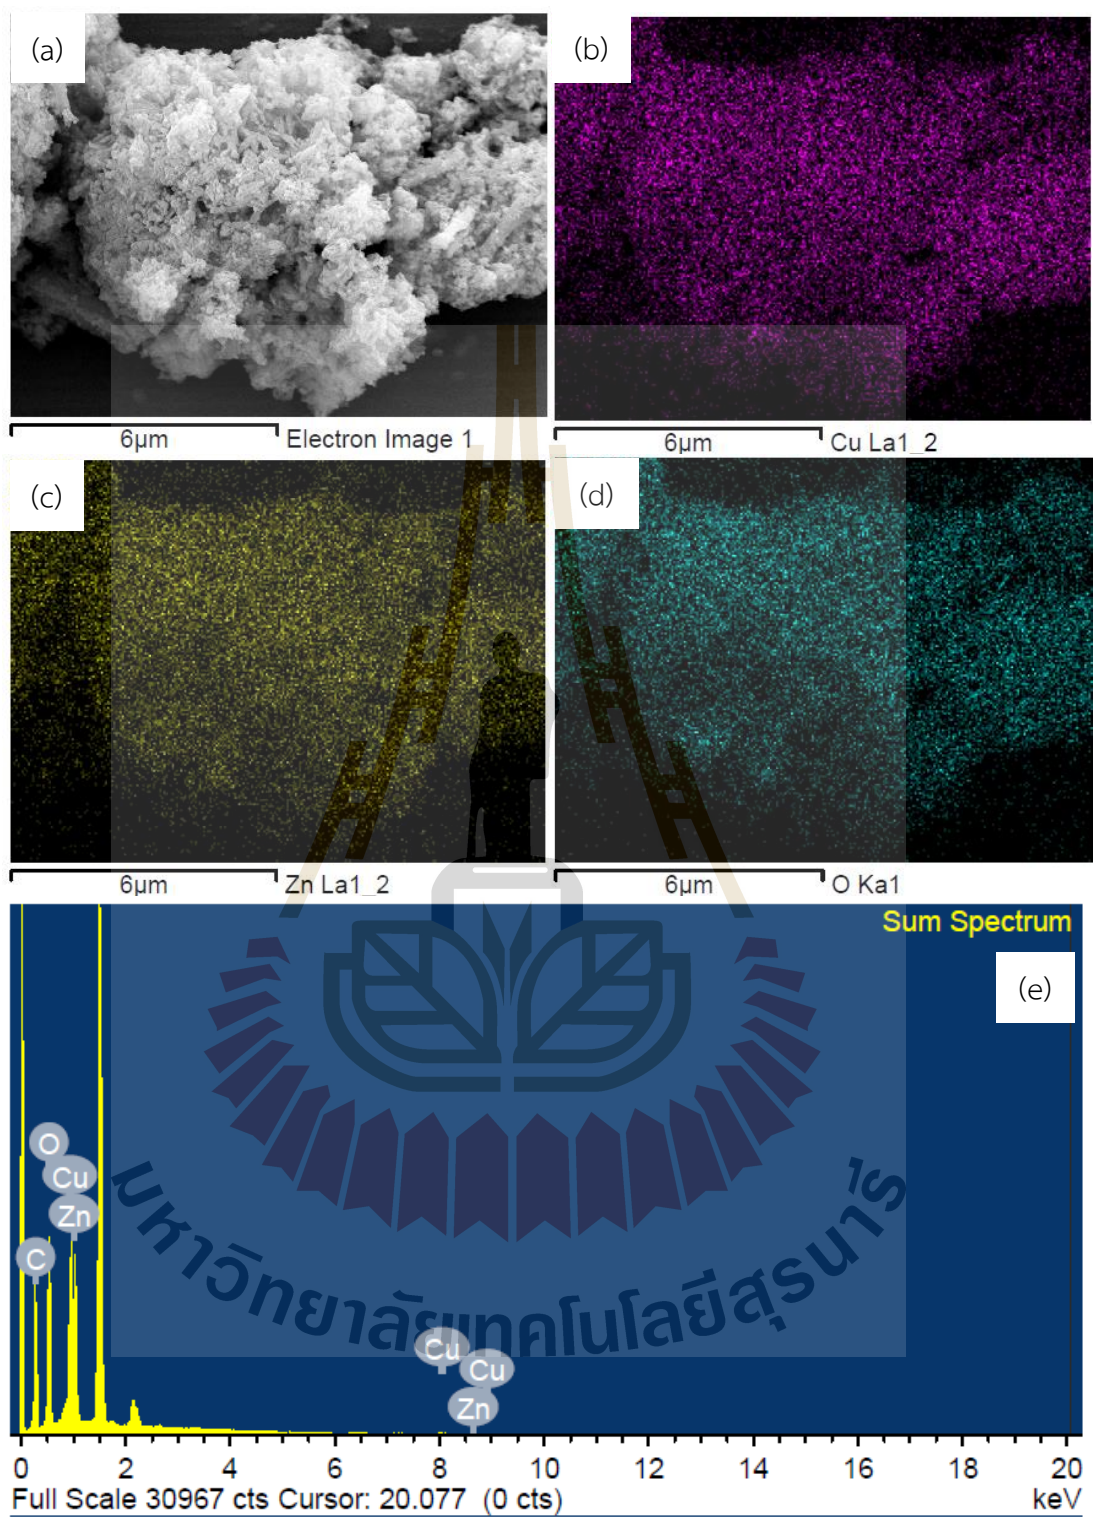 (a)
(b)
6µm
Electron Image 1
6µm
Cu La1_2
(c)
(d)
6µm
Zn La1_2
6µm
O Ka1
Sum Spectrum
(e)
O
Cu
Zn
C
Cu
Cu
Zn
มหาวิทยาลัยเทคโนโลยีสุรนารี
0 2 4 6 8 10 12 14 16 18 20
Full Scale 30967 cts Cursor: 20.077 (0 cts) keV